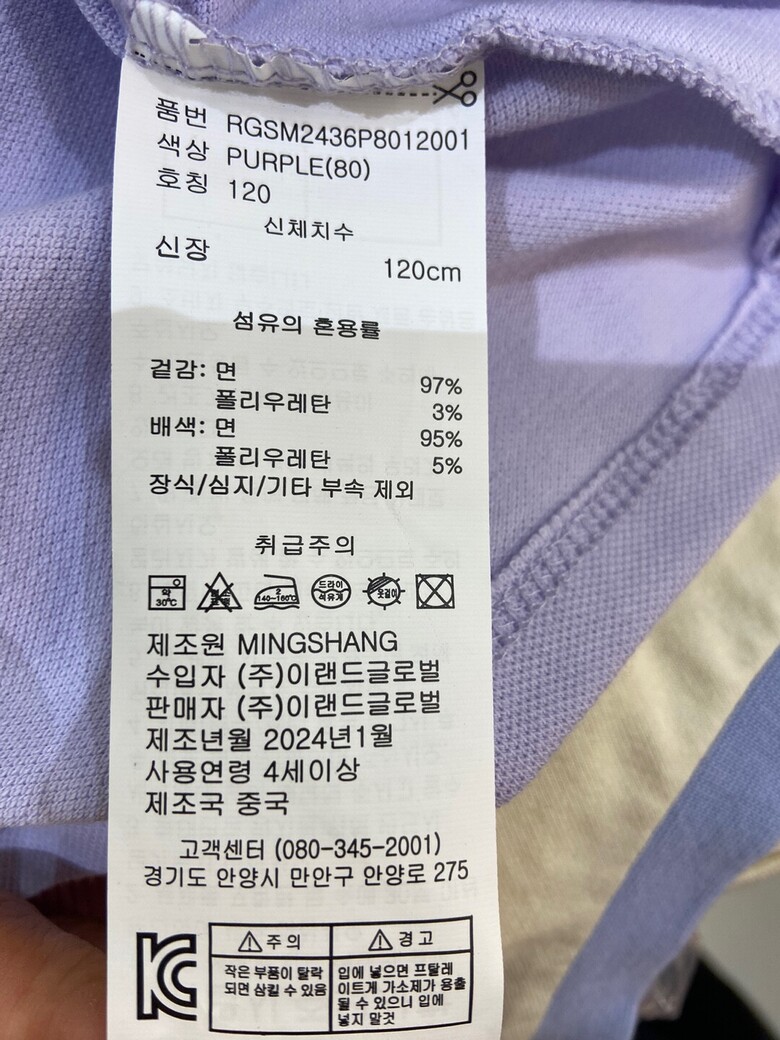 품번 RGSM2436P8012001
색상 PURPLE(80)
호칭 120
신체치수
신장 120cm
섬유의 혼용률
겉감: 면 97%
폴리우레탄 3%
배색: 면 95%
폴리우레탄 5%
장식/심지/기타 부속 제외
취급주의
약 30℃
2 140~160℃
드라이 석유계
옷걸이
제조원 MINGSHANG
수입자 (주)이랜드글로벌
판매자 (주)이랜드글로벌
제조년월 2024년1월
사용연령 4세이상
제조국 중국
고객센터 (080-345-2001)
경기도 안양시 만안구 안양로 275
주의
작은 부품이 탈락
되면 삼킬 수 있음
경고
입에 넣으면 프탈레
이트계 가소제가 용출
될 수 있으니 입에
넣지 말것